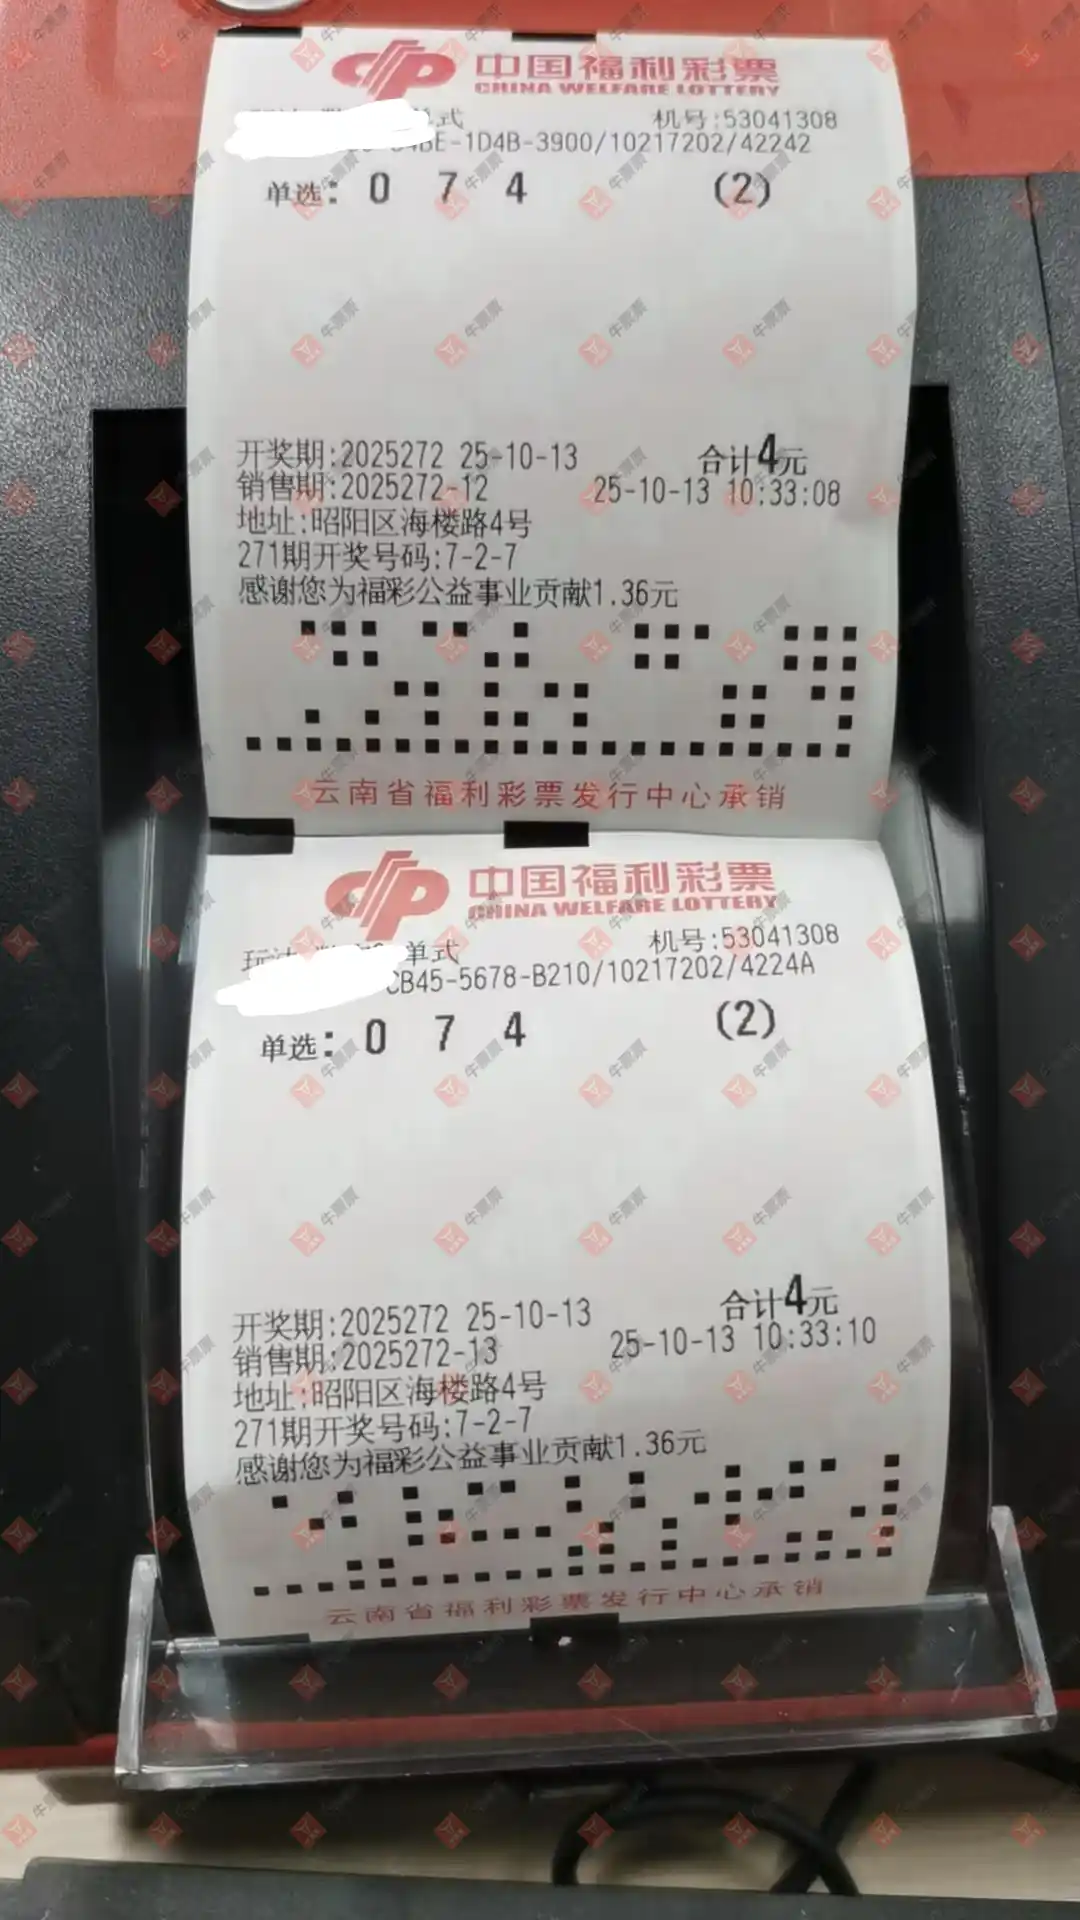 中国福利彩票
CHINA WELFARE LOTTERY
单式 机号:53041308
-1D4B-3900/10217202/42242
单选: 0 7 4 (2)
开奖期:2025272 25-10-13 合计4元
销售期:2025272-12 25-10-13 10:33:08
地址:昭阳区海楼路4号
271期开奖号码:7-2-7
感谢您为福彩公益事业贡献1.36元
云南省福利彩票发行中心承销
中国福利彩票
CHINA WELFARE LOTTERY
单式 机号:53041308
CB45-5678-B210/10217202/4224A
单选: 0 7 4 (2)
开奖期:2025272 25-10-13 合计4元
销售期:2025272-13 25-10-13 10:33:10
地址:昭阳区海楼路4号
271期开奖号码:7-2-7
感谢您为福彩公益事业贡献1.36元
云南省福利彩票发行中心承销
牛票票